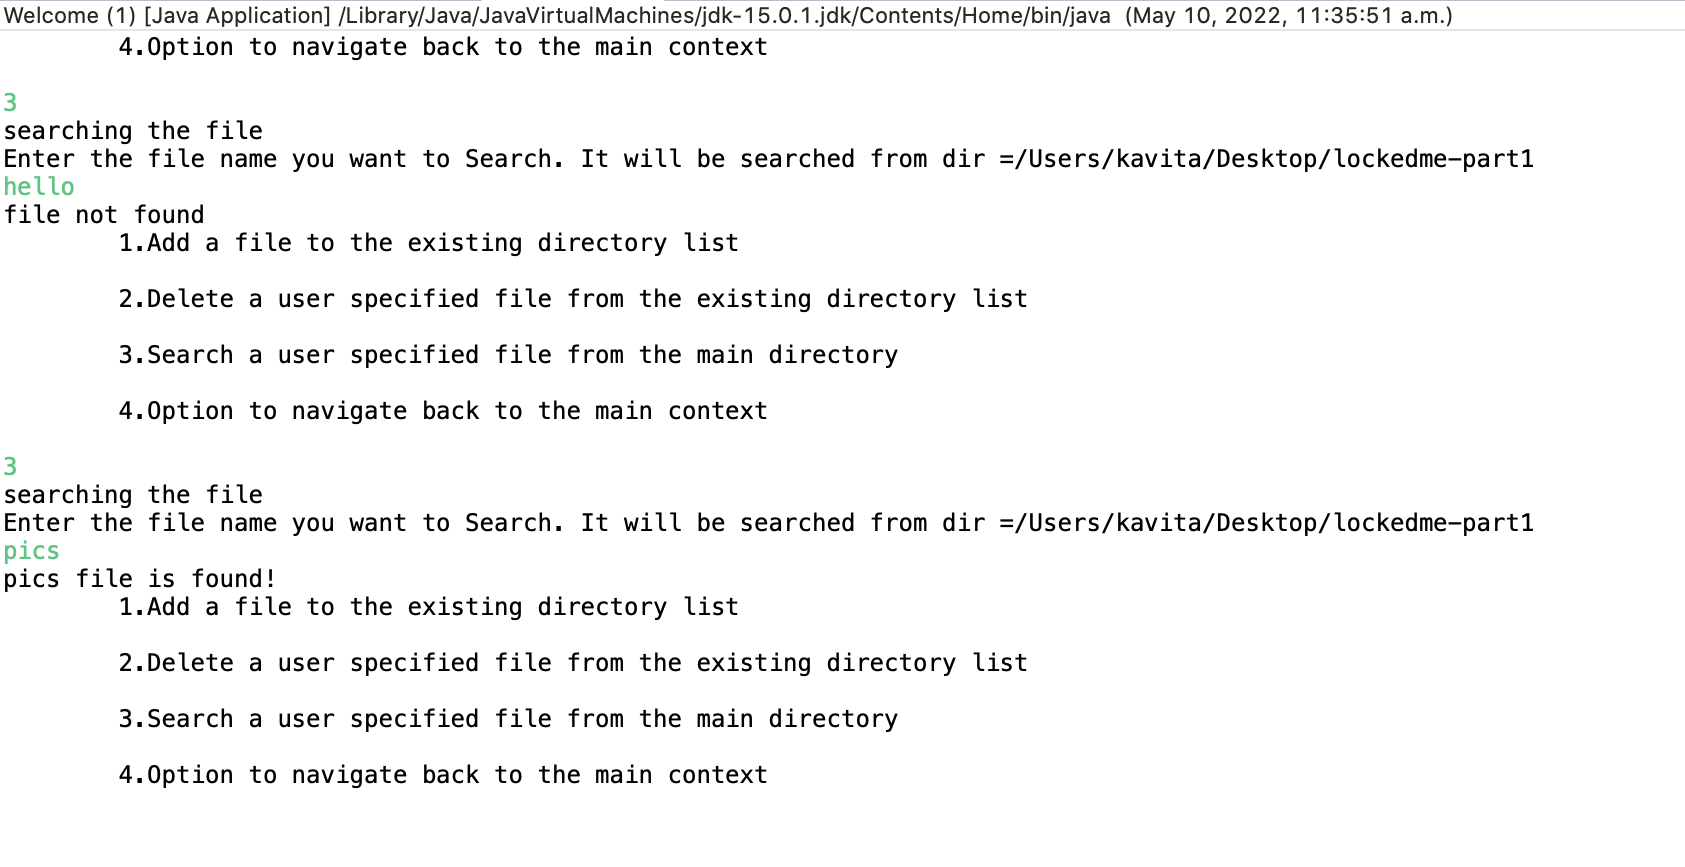 Welcome (1) [Java Application] /Library/Java/JavaVirtualMachines/jdk-15.0.1.jdk/Contents/Home/bin/java (May 10, 2022, 11:35:51 a.m.)
4.Option to navigate back to the main context
3
searching the file
Enter the file name you want to Search. It will be searched from dir =/Users/kavita/Desktop/lockedme-part1
hello
file not found
1.Add a file to the existing directory list
2.Delete a user specified file from the existing directory list
3.Search a user specified file from the main directory
4.Option to navigate back to the main context
3
searching the file
Enter the file name you want to Search. It will be searched from dir =/Users/kavita/Desktop/lockedme-part1
pics
pics file is found!
1.Add a file to the existing directory list
2.Delete a user specified file from the existing directory list
3.Search a user specified file from the main directory
4.Option to navigate back to the main context